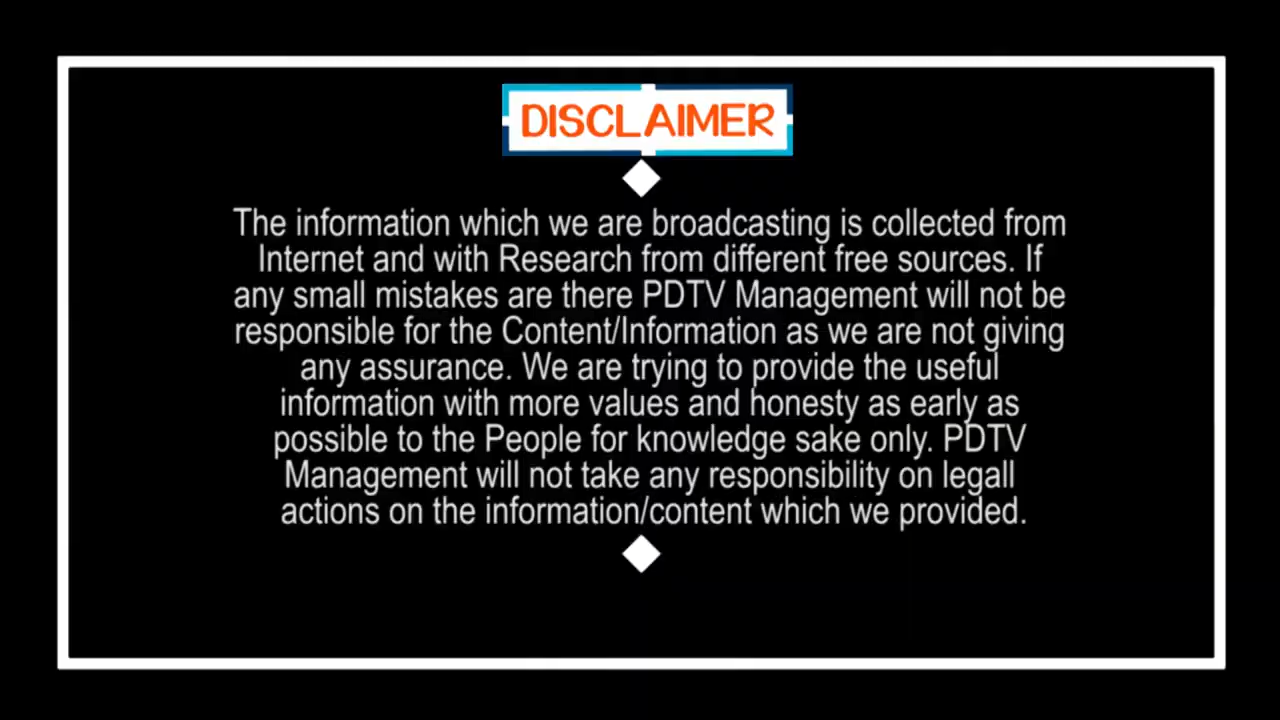 DISCLAIMER
The information which we are broadcasting is collected from
Internet and with Research from different free sources. If
any small mistakes are there PDTV Management will not be
responsible for the Content/Information as we are not giving
any assurance. We are trying to provide the useful
information with more values and honesty as early as
possible to the People for knowledge sake only. PDTV
Management will not take any responsibility on legall
actions on the information/content which we provided.